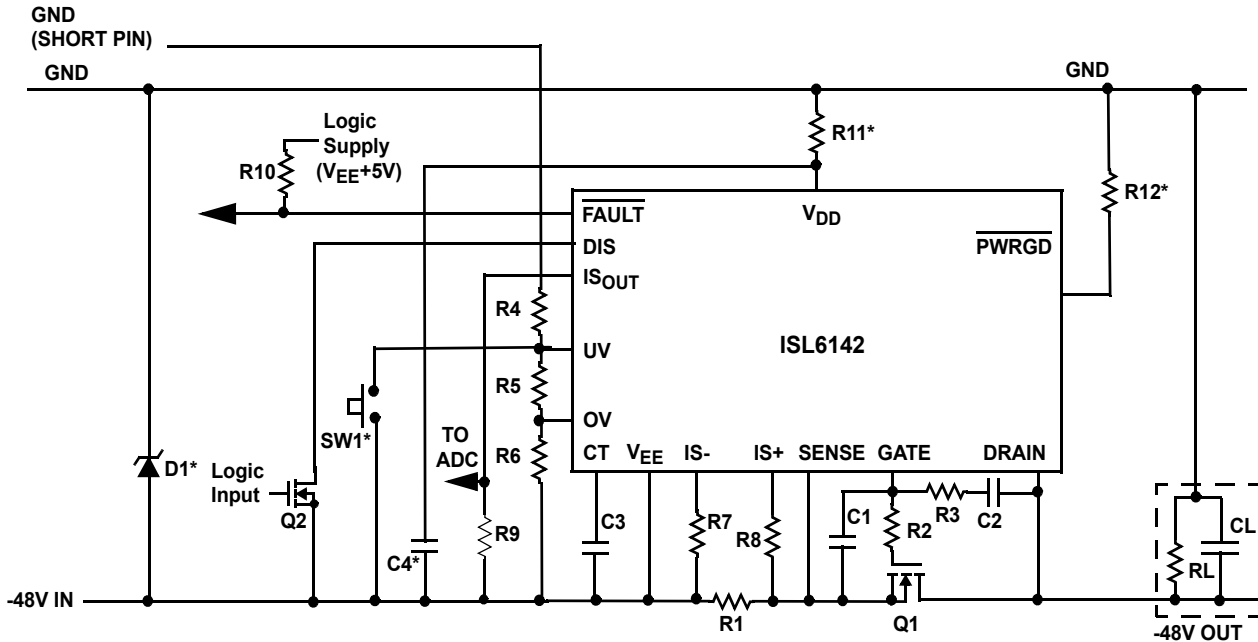 GND
(SHORT PIN)
GND
GND
Logic
Supply
(VEE+5V)
R10
R11*
R12*
FAULT
VDD
DIS
PWRGD
ISOUT
R4
ISL6142
UV
R5
SW1*
OV
TO
ADC
R6
CT
VEE
IS-
IS+
SENSE
GATE
DRAIN
D1*
Logic
Input
Q2
C4*
R9
C3
R7
R8
C1
R2
R3
C2
CL
RL
-48V IN
R1
Q1
-48V OUT